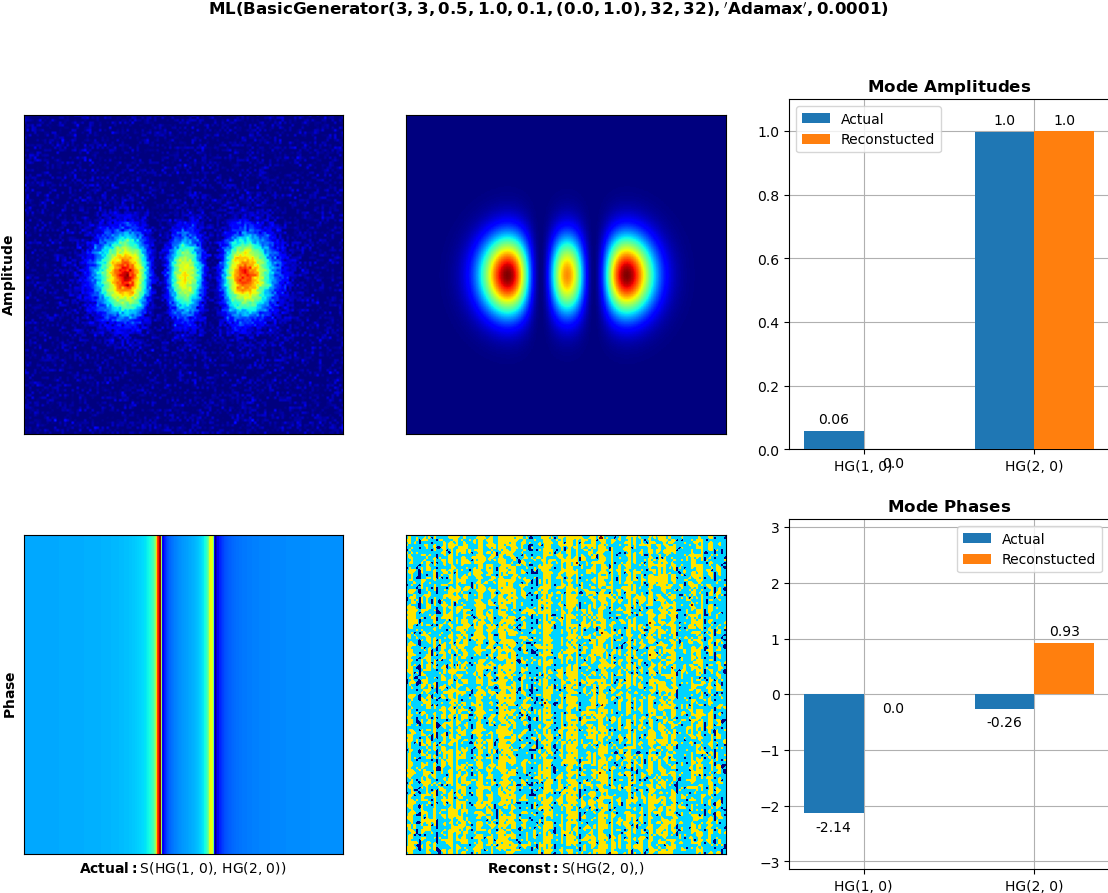 ML(BasicGenerator(3, 3, 0.5, 1.0, 0.1, (0.0, 1.0), 32, 32), 'Adamax', 0.0001)
Amplitude
Mode Amplitudes
Actual
Reconstucted
1.0
0.8
0.6
0.4
0.2
0.0
0.06
0.0
1.0
1.0
HG(1, 0)
HG(2, 0)
Phase
Actual: S(HG(1, 0), HG(2, 0))
Reconst: S(HG(2, 0),)
Mode Phases
Actual
Reconstucted
3
2
1
0
−1
−2
−3
-2.14
0.0
-0.26
0.93
HG(1, 0)
HG(2, 0)